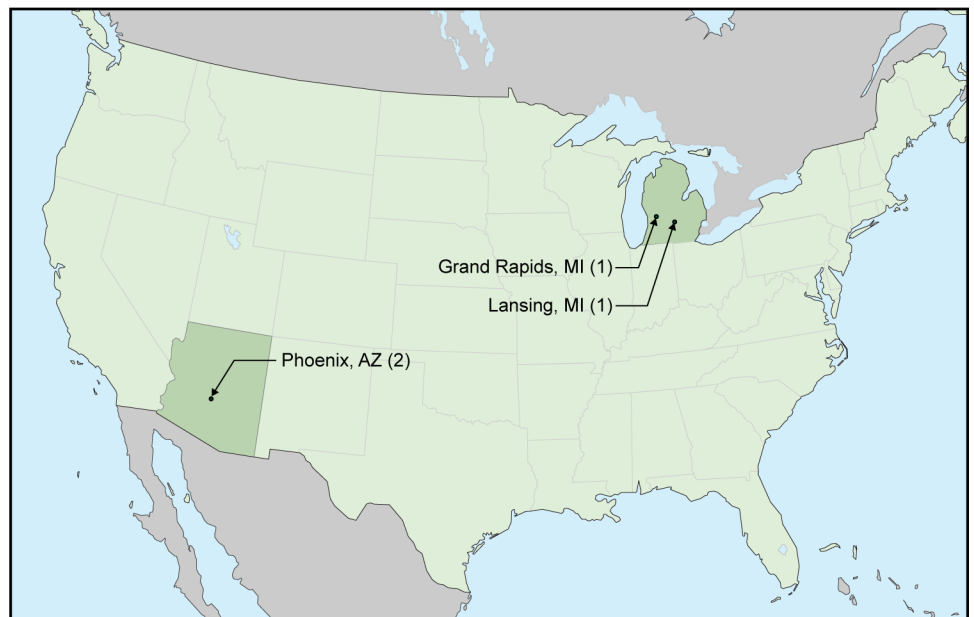 Grand Rapids, MI (1)
Lansing, MI (1)
Phoenix, AZ (2)